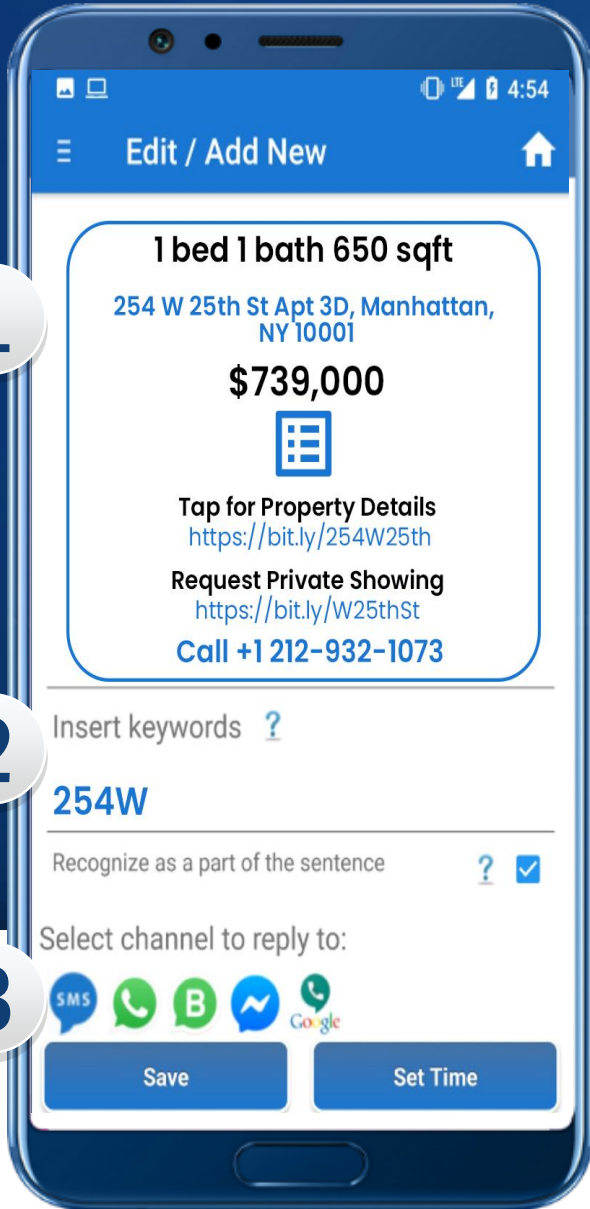 LTE 4:54
Edit / Add New
1 bed 1 bath 650 sqft
254 W 25th St Apt 3D, Manhattan,
NY 10001
$739,000
Tap for Property Details
https://bit.ly/254W25th
Request Private Showing
https://bit.ly/W25thSt
Call +1 212-932-1073
Insert keywords ?
2
254W
Recognize as a part of the sentence ?
Select channel to reply to:
3
SMS B Google
Save Set Time